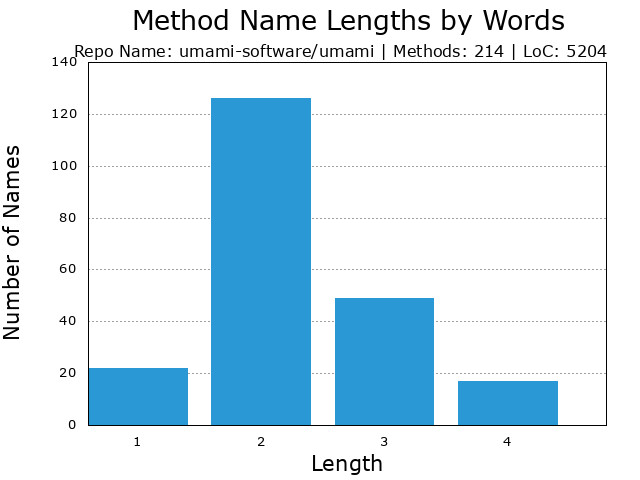 Method Name Lengths by Words
Repo Name: umami-software/umami | Methods: 214 | LoC: 5204
140
120
100
80
60
40
20
0
Number of Names
1 2 3 4
Length